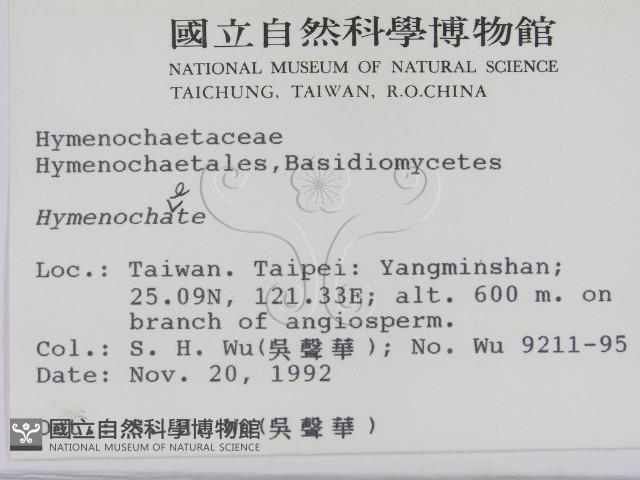 國立自然科學博物館
NATIONAL MUSEUM OF NATURAL SCIENCE
TAICHUNG, TAIWAN, R.O.CHINA
Hymenochaetaceae
Hymenochaetales,Basidiomycetes
e
Hymenochate
Loc.: Taiwan. Taipei: Yangminshan;
25.09N, 121.33E; alt. 600 m. on
branch of angiosperm.
Col.: S. H. Wu(吳聲華); No. Wu 9211-95
Date: Nov. 20, 1992
(吳聲華)
國立自然科學博物館
NATIONAL MUSEUM OF NATURAL SCIENCE